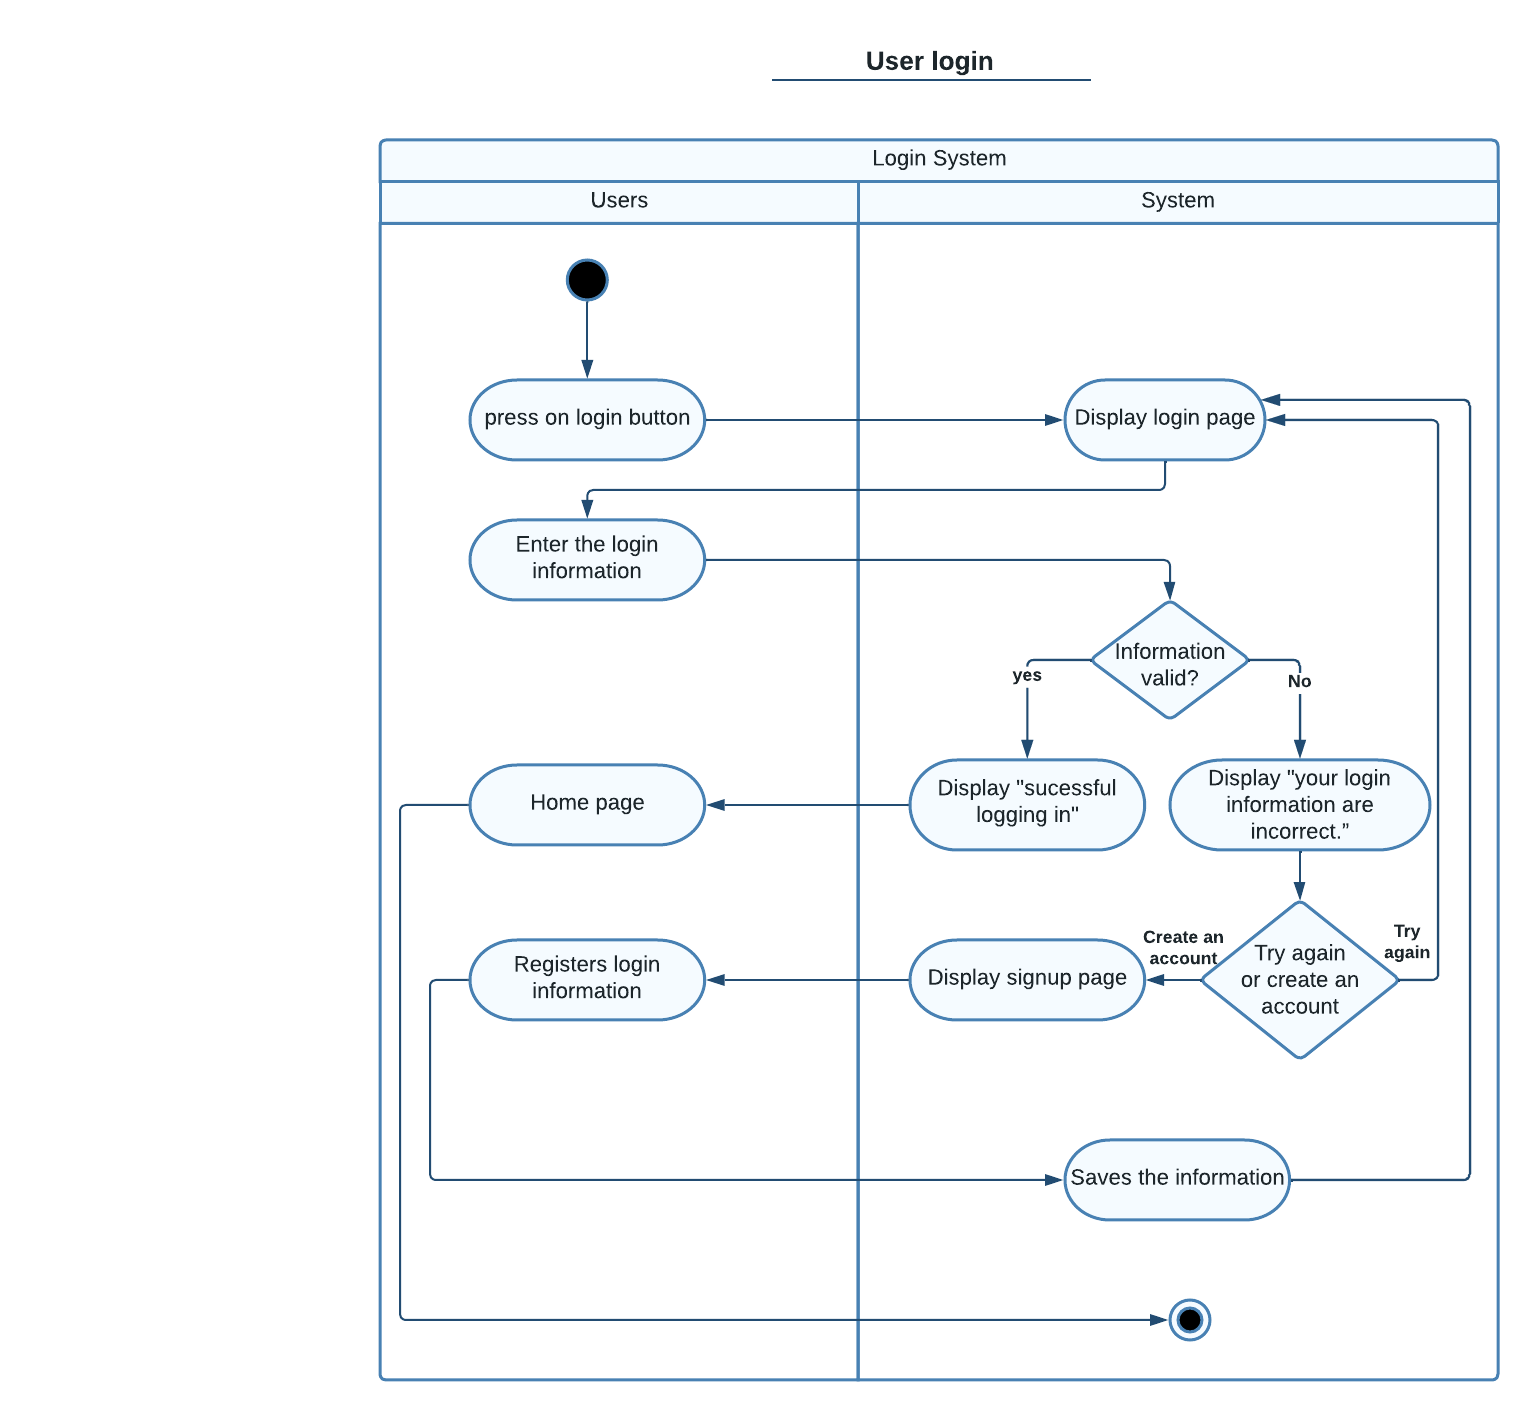 User login
Login System
Users
System
press on login button
Display login page
Enter the login
information
Information
valid?
yes
No
Home page
Display "sucessful
logging in"
Display "your login
information are
incorrect.”
Registers login
information
Display signup page
Create an
account
Try again
or create an
account
Try
again
Saves the information